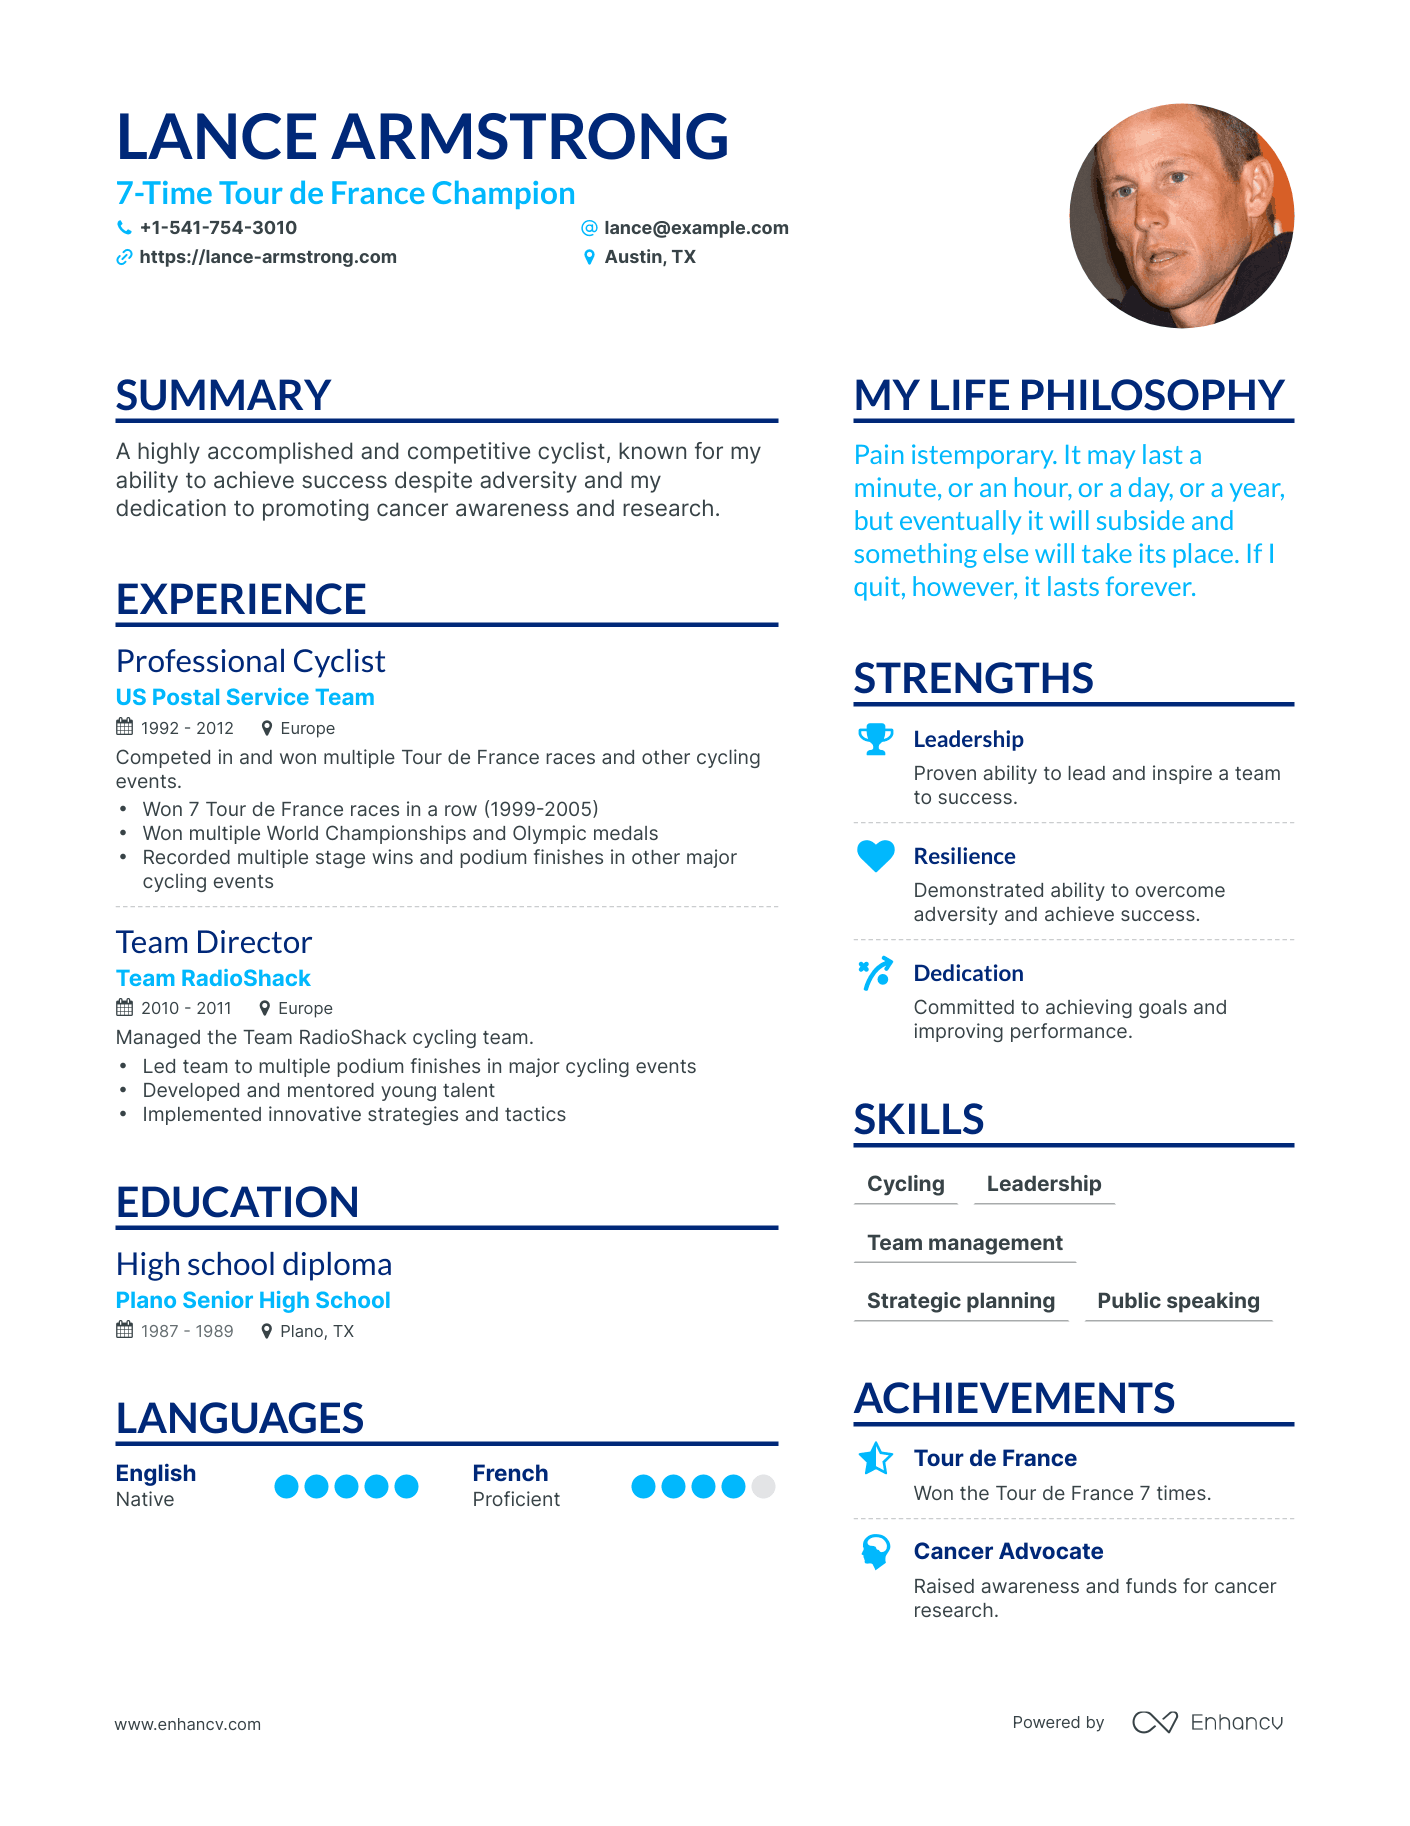 LANCE ARMSTRONG
7-Time Tour de France Champion
+1-541-754-3010
lance@example.com
https://lance-armstrong.com
Austin, TX
SUMMARY
A highly accomplished and competitive cyclist, known for my
ability to achieve success despite adversity and my
dedication to promoting cancer awareness and research.
EXPERIENCE
Professional Cyclist
US Postal Service Team
1992 - 2012 Europe
Competed in and won multiple Tour de France races and other cycling
events.
• Won 7 Tour de France races in a row (1999-2005)
• Won multiple World Championships and Olympic medals
• Recorded multiple stage wins and podium finishes in other major
cycling events
Team Director
Team RadioShack
2010 - 2011 Europe
Managed the Team RadioShack cycling team.
• Led team to multiple podium finishes in major cycling events
• Developed and mentored young talent
• Implemented innovative strategies and tactics
EDUCATION
High school diploma
Plano Senior High School
1987 - 1989 Plano, TX
LANGUAGES
English
Native
French
Proficient
MY LIFE PHILOSOPHY
Pain istemporary. It may last a
minute, or an hour, or a day, or a year,
but eventually it will subside and
something else will take its place. If I
quit, however, it lasts forever.
STRENGTHS
Leadership
Proven ability to lead and inspire a team
to success.
Resilience
Demonstrated ability to overcome
adversity and achieve success.
Dedication
Committed to achieving goals and
improving performance.
SKILLS
Cycling Leadership
Team management
Strategic planning Public speaking
ACHIEVEMENTS
Tour de France
Won the Tour de France 7 times.
Cancer Advocate
Raised awareness and funds for cancer
research.
www.enhancv.com
Powered by Enhancv